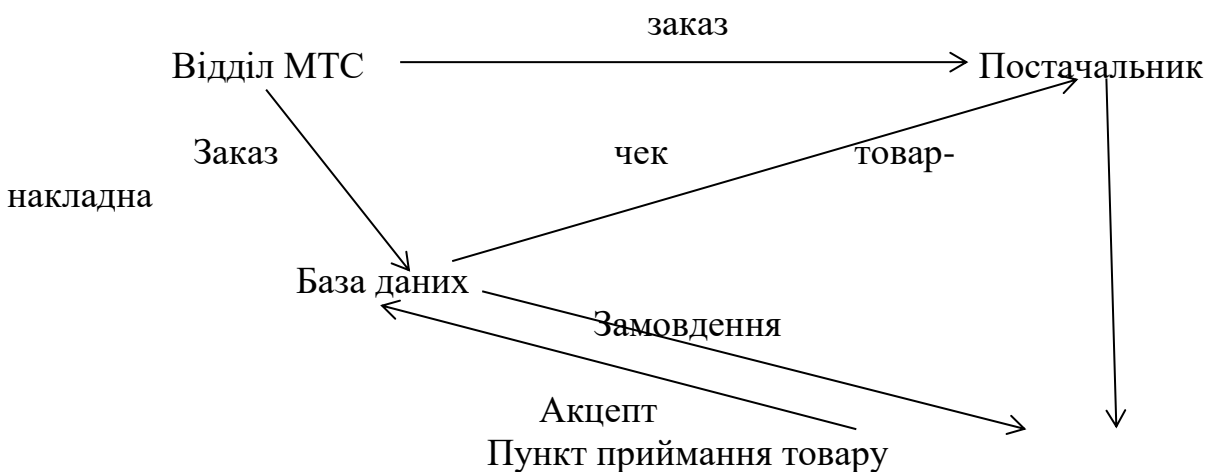 заказ
Відділ МТС Постачальник
Заказ чек товар-
накладна
База даних
Замовдення
Акцепт
Пункт приймання товару